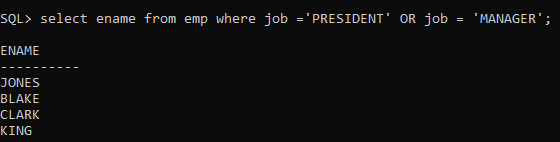 SQL> select ename from emp where job ='PRESIDENT' OR job = 'MANAGER';
ENAME
----------
JONES
BLAKE
CLARK
KING